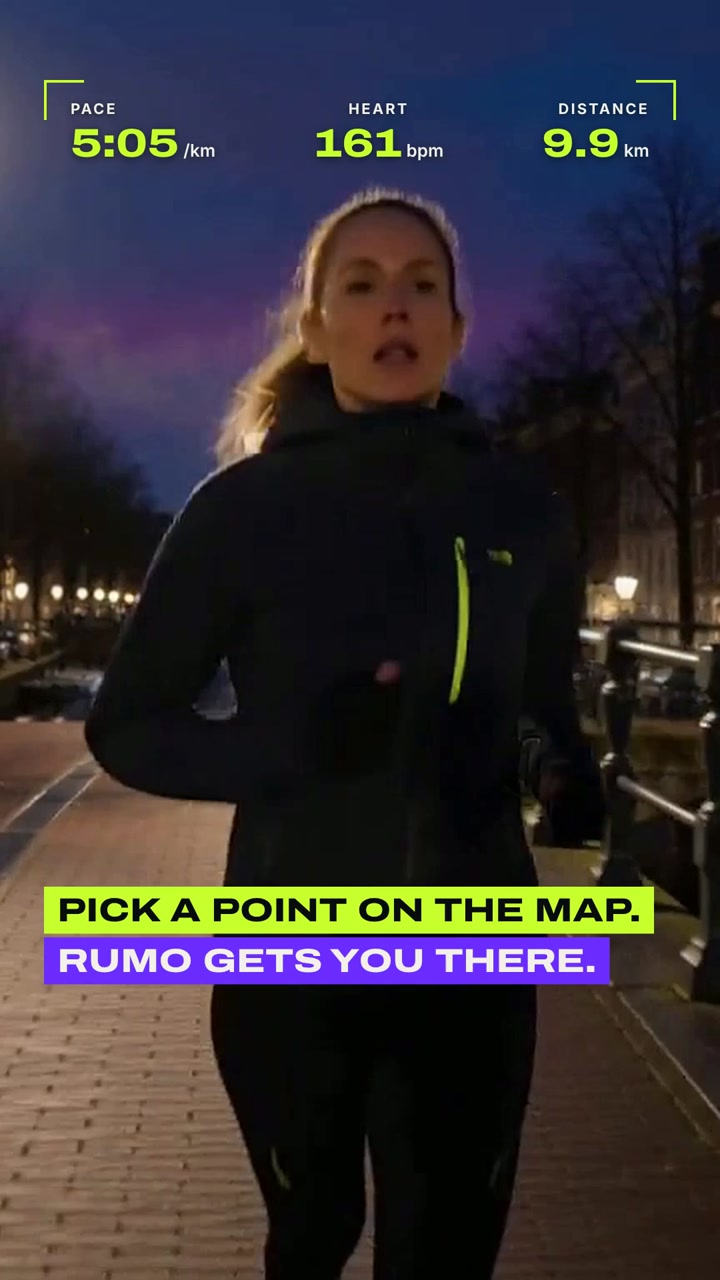 PACE HEART DISTANCE
5:05 /km 161 bpm 9.9 km
PICK A POINT ON THE MAP.
RUMO GETS YOU THERE.